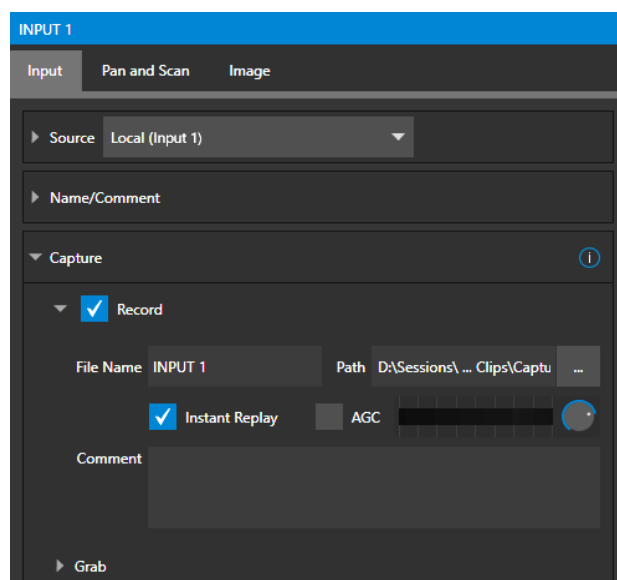 INPUT 1
Input Pan and Scan Image
Source Local (Input 1)
Name/Comment
Capture
Record
File Name INPUT 1 Path D:\Sessions\ ... Clips\Captu ...
Instant Replay AGC
Comment
Grab